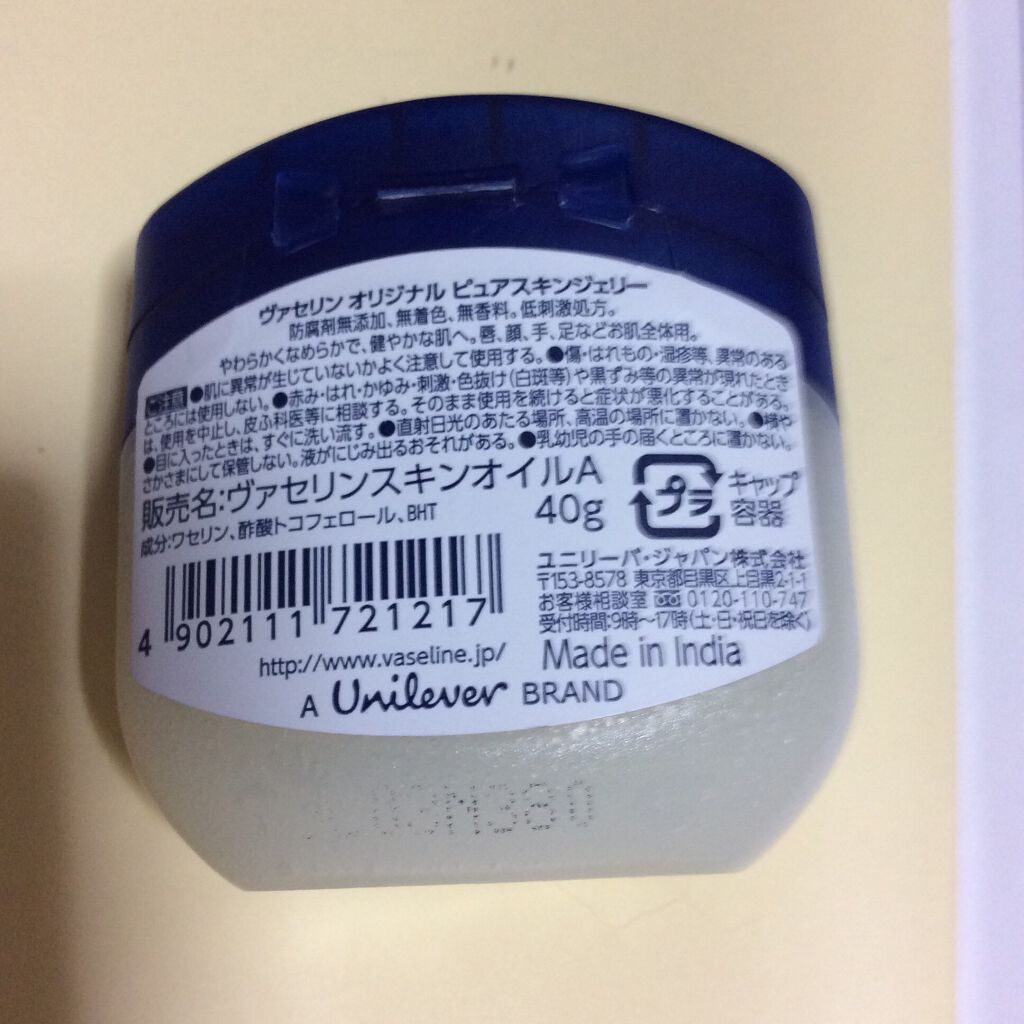 ヴァセリン オリジナル ピュアスキンジェリー
防腐剤無添加、無着色、無香料。低刺激処方。
やわらかくなめらかで、健やかな肌へ。唇、顔、手、足などお肌全体用。
●肌に異常が生じていないかよく注意して使用する。●傷・はれもの・湿疹等、異常のある
ところには使用しない。●赤み・はれ・かゆみ・刺激・色抜け(白斑等)や黒ずみ等の異常が現れたとき
は、使用を中止し、皮ふ科医等に相談する。そのまま使用を続けると症状が悪化することがある。
●目に入ったときは、すぐに洗い流す。●直射日光のあたる場所、高温の場所に置かない。●横や
さかさまにして保管しない。液がにじみ出るおそれがある。●乳幼児の手の届くところに置かない。
販売名:ヴァセリンスキンオイルA
成分:ワセリン、酢酸トコフェロール、BHT
40g
プラ
キャップ
容器
4 902111 721217
ユニリーバ・ジャパン株式会社
〒153-8578 東京都目黒区上目黒2-1-1
お客様相談室 0120-110-747
受付時間:9時〜17時(土・日・祝日を除く)
http://www.vaseline.jp/
Made in India
A Unilever BRAND